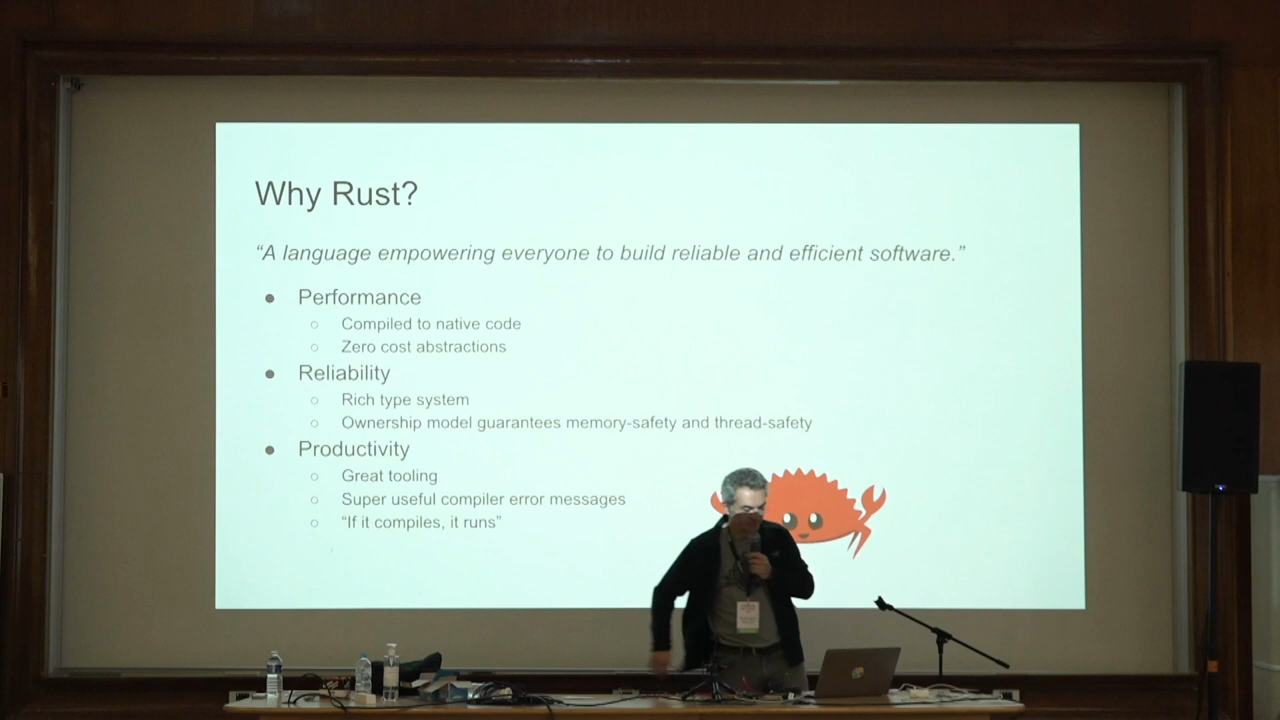 Why Rust?
“A language empowering everyone to build reliable and efficient software.”
● Performance
○ Compiled to native code
○ Zero cost abstractions
● Reliability
○ Rich type system
○ Ownership model guarantees memory-safety and thread-safety
● Productivity
○ Great tooling
○ Super useful compiler error messages
○ “If it compiles, it runs”